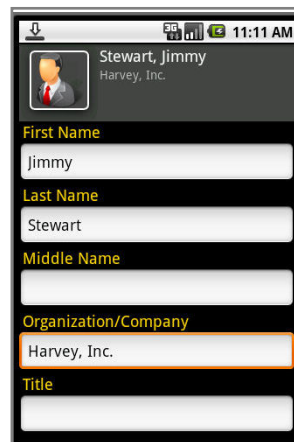 3G 11:11 AM
Stewart, Jimmy
Harvey, Inc.
First Name
Jimmy
Last Name
Stewart
Middle Name
Organization/Company
Harvey, Inc.
Title